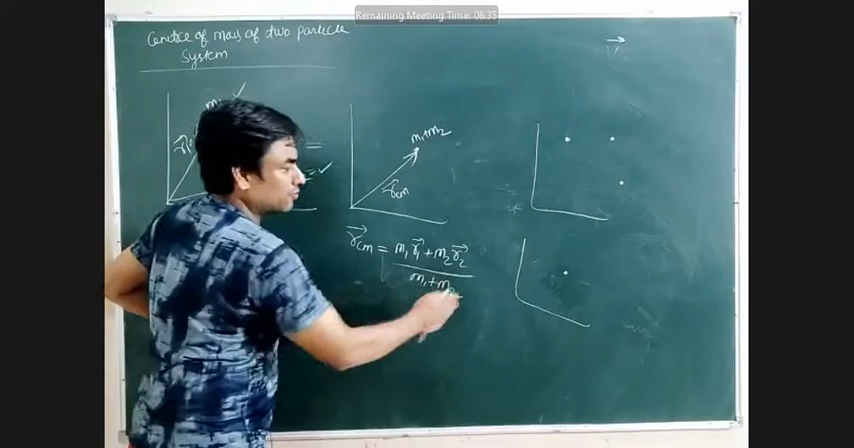 Remaining Meeting Time: 08:35
Centre of mass of two particle
system
m₁+m₂
r⃗cm
r⃗cm = m₁r⃗₁+m₂r⃗₂
m₁+m₂